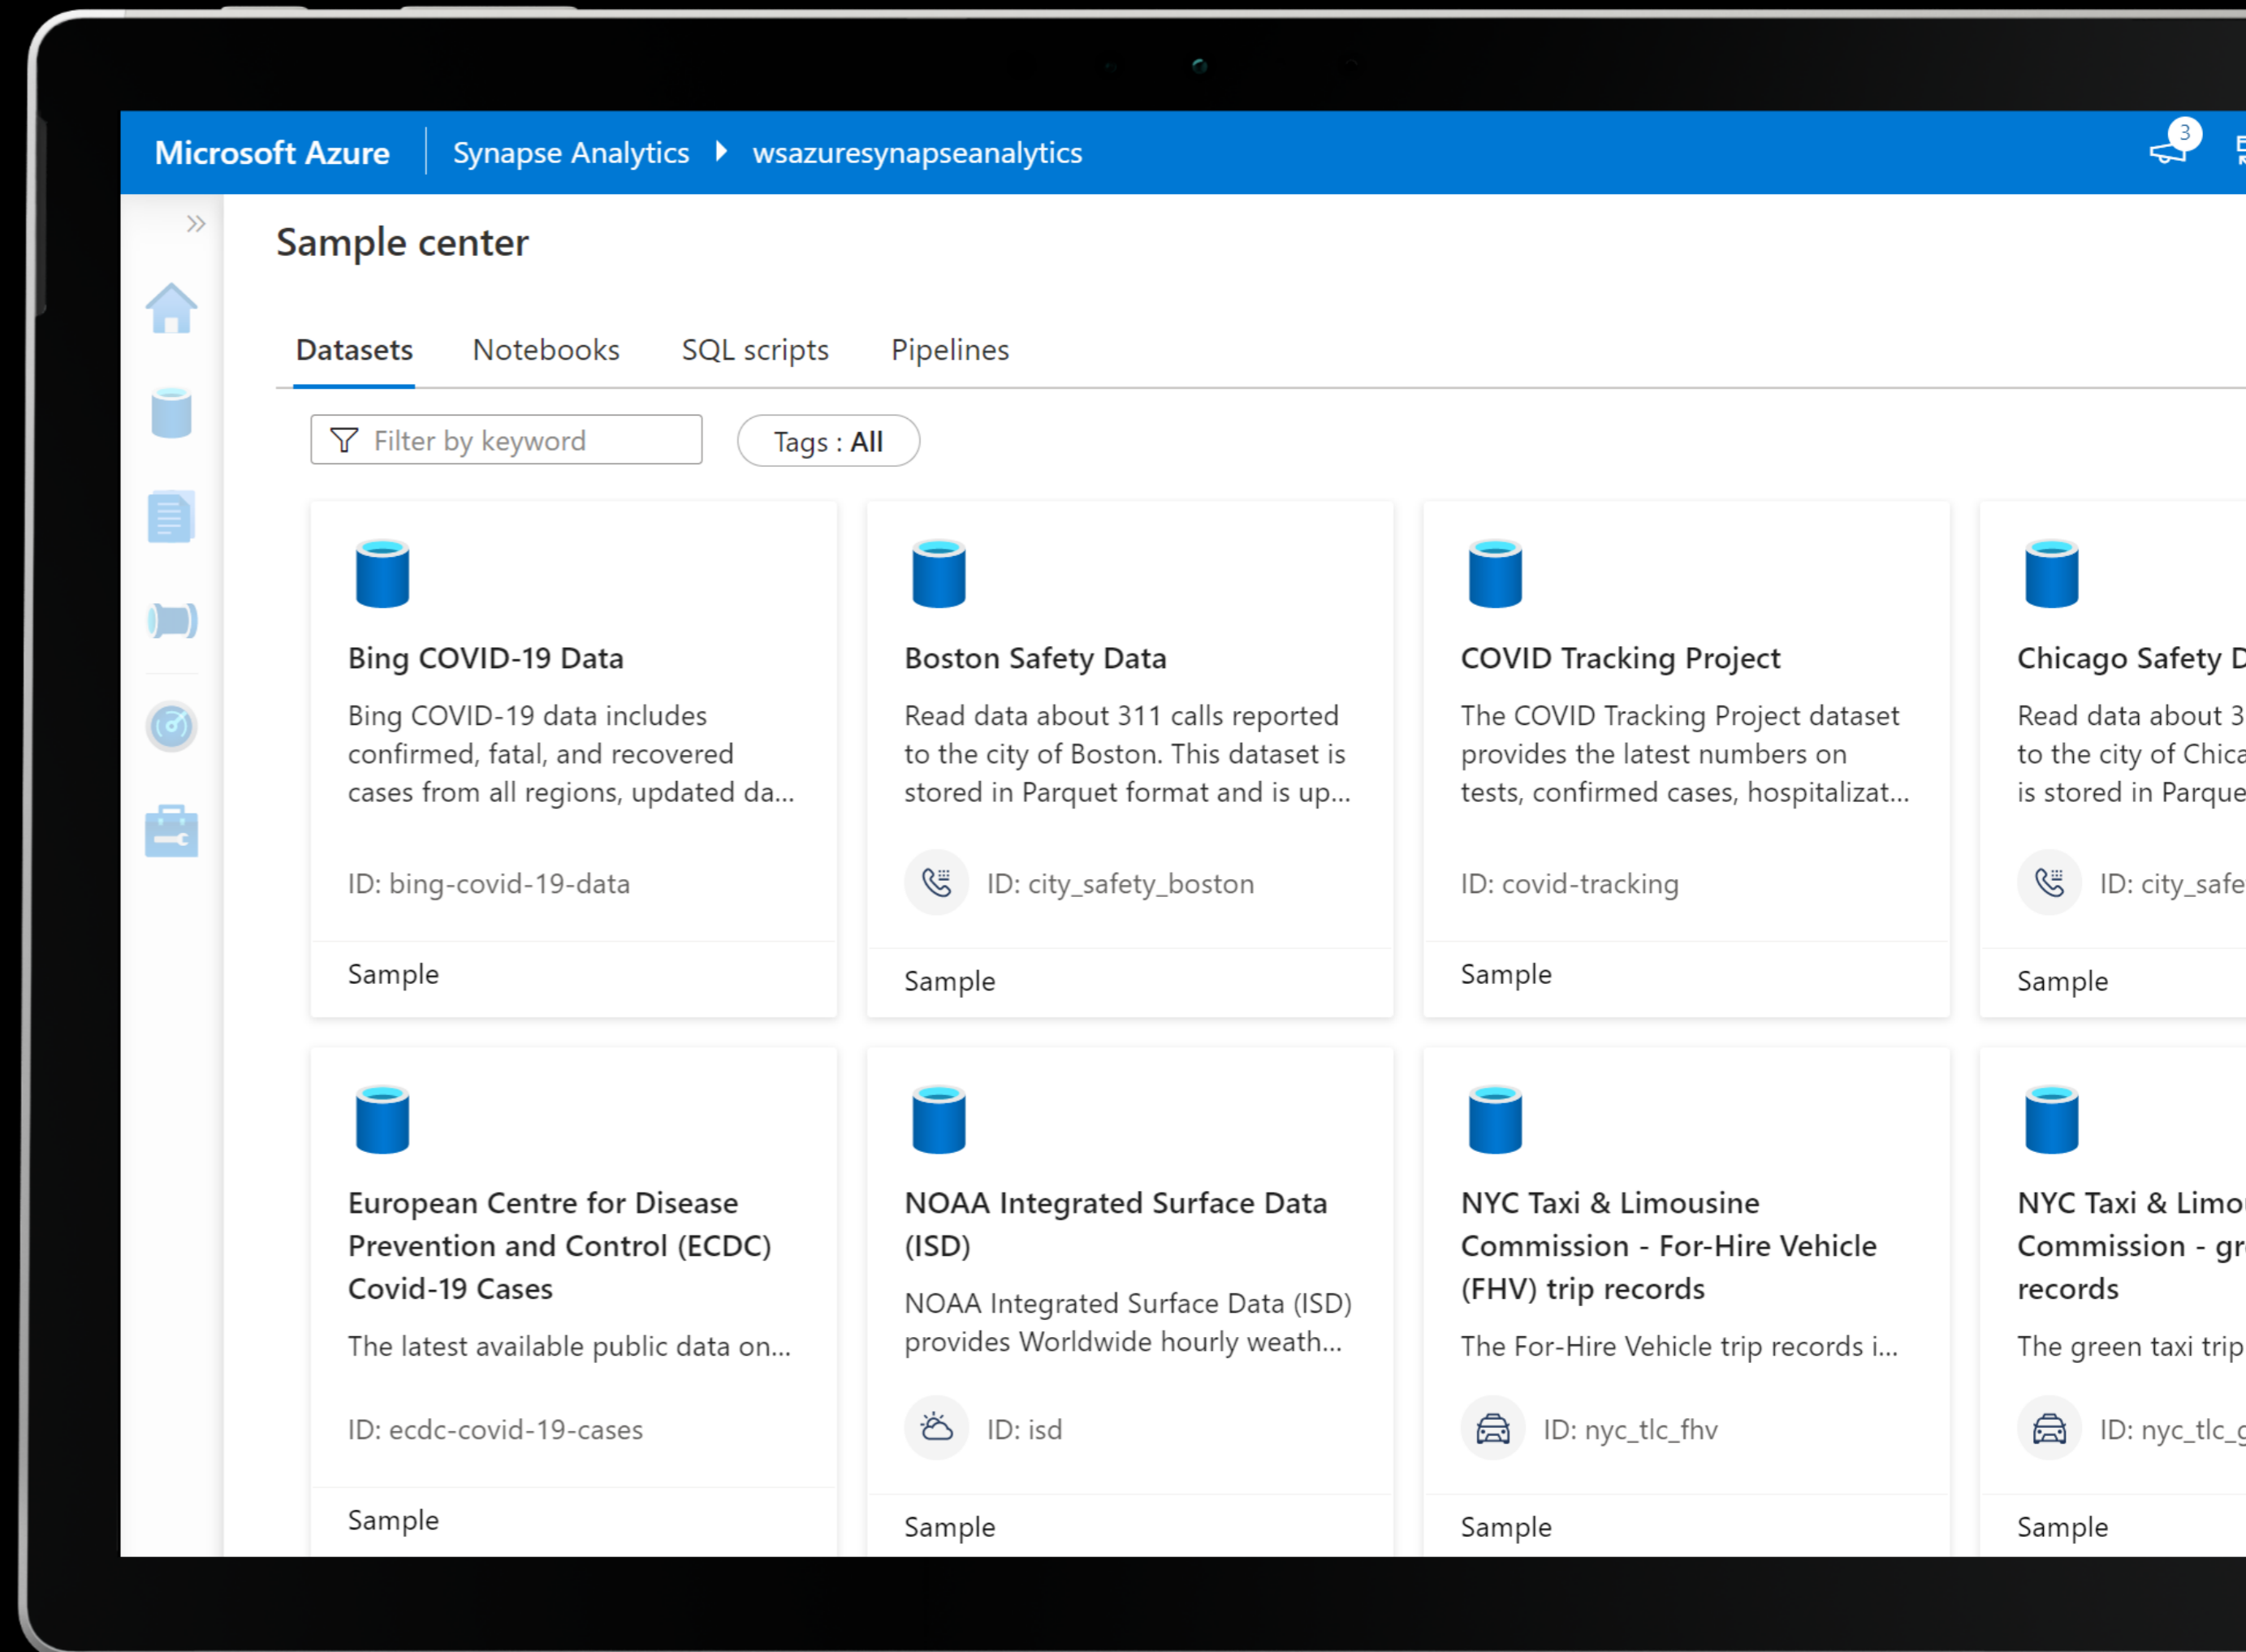 Microsoft Azure
Synapse Analytics
wsazuresynapseanalytics
3
Sample center
Datasets
Notebooks
SQL scripts
Pipelines
Filter by keyword
Tags : All
Bing COVID-19 Data
Bing COVID-19 data includes
confirmed, fatal, and recovered
cases from all regions, updated da...
ID: bing-covid-19-data
Sample
Boston Safety Data
Read data about 311 calls reported
to the city of Boston. This dataset is
stored in Parquet format and is up...
ID: city_safety_boston
Sample
COVID Tracking Project
The COVID Tracking Project dataset
provides the latest numbers on
tests, confirmed cases, hospitalizat...
ID: covid-tracking
Sample
Chicago Safety
Read data about
to the city of
is stored in
ID:
Sample
European Centre for Disease
Prevention and Control (ECDC)
Covid-19 Cases
The latest available public data on...
ID: ecdc-covid-19-cases
Sample
NOAA Integrated Surface Data
(ISD)
NOAA Integrated Surface Data (ISD)
provides Worldwide hourly weath...
ID: isd
Sample
NYC Taxi & Limousine
Commission - For-Hire Vehicle
(FHV) trip records
The For-Hire Vehicle trip records i...
ID: nyc_tlc_fhv
Sample
NYC Taxi &
Commission -
records
The green taxi trip
ID:
Sample